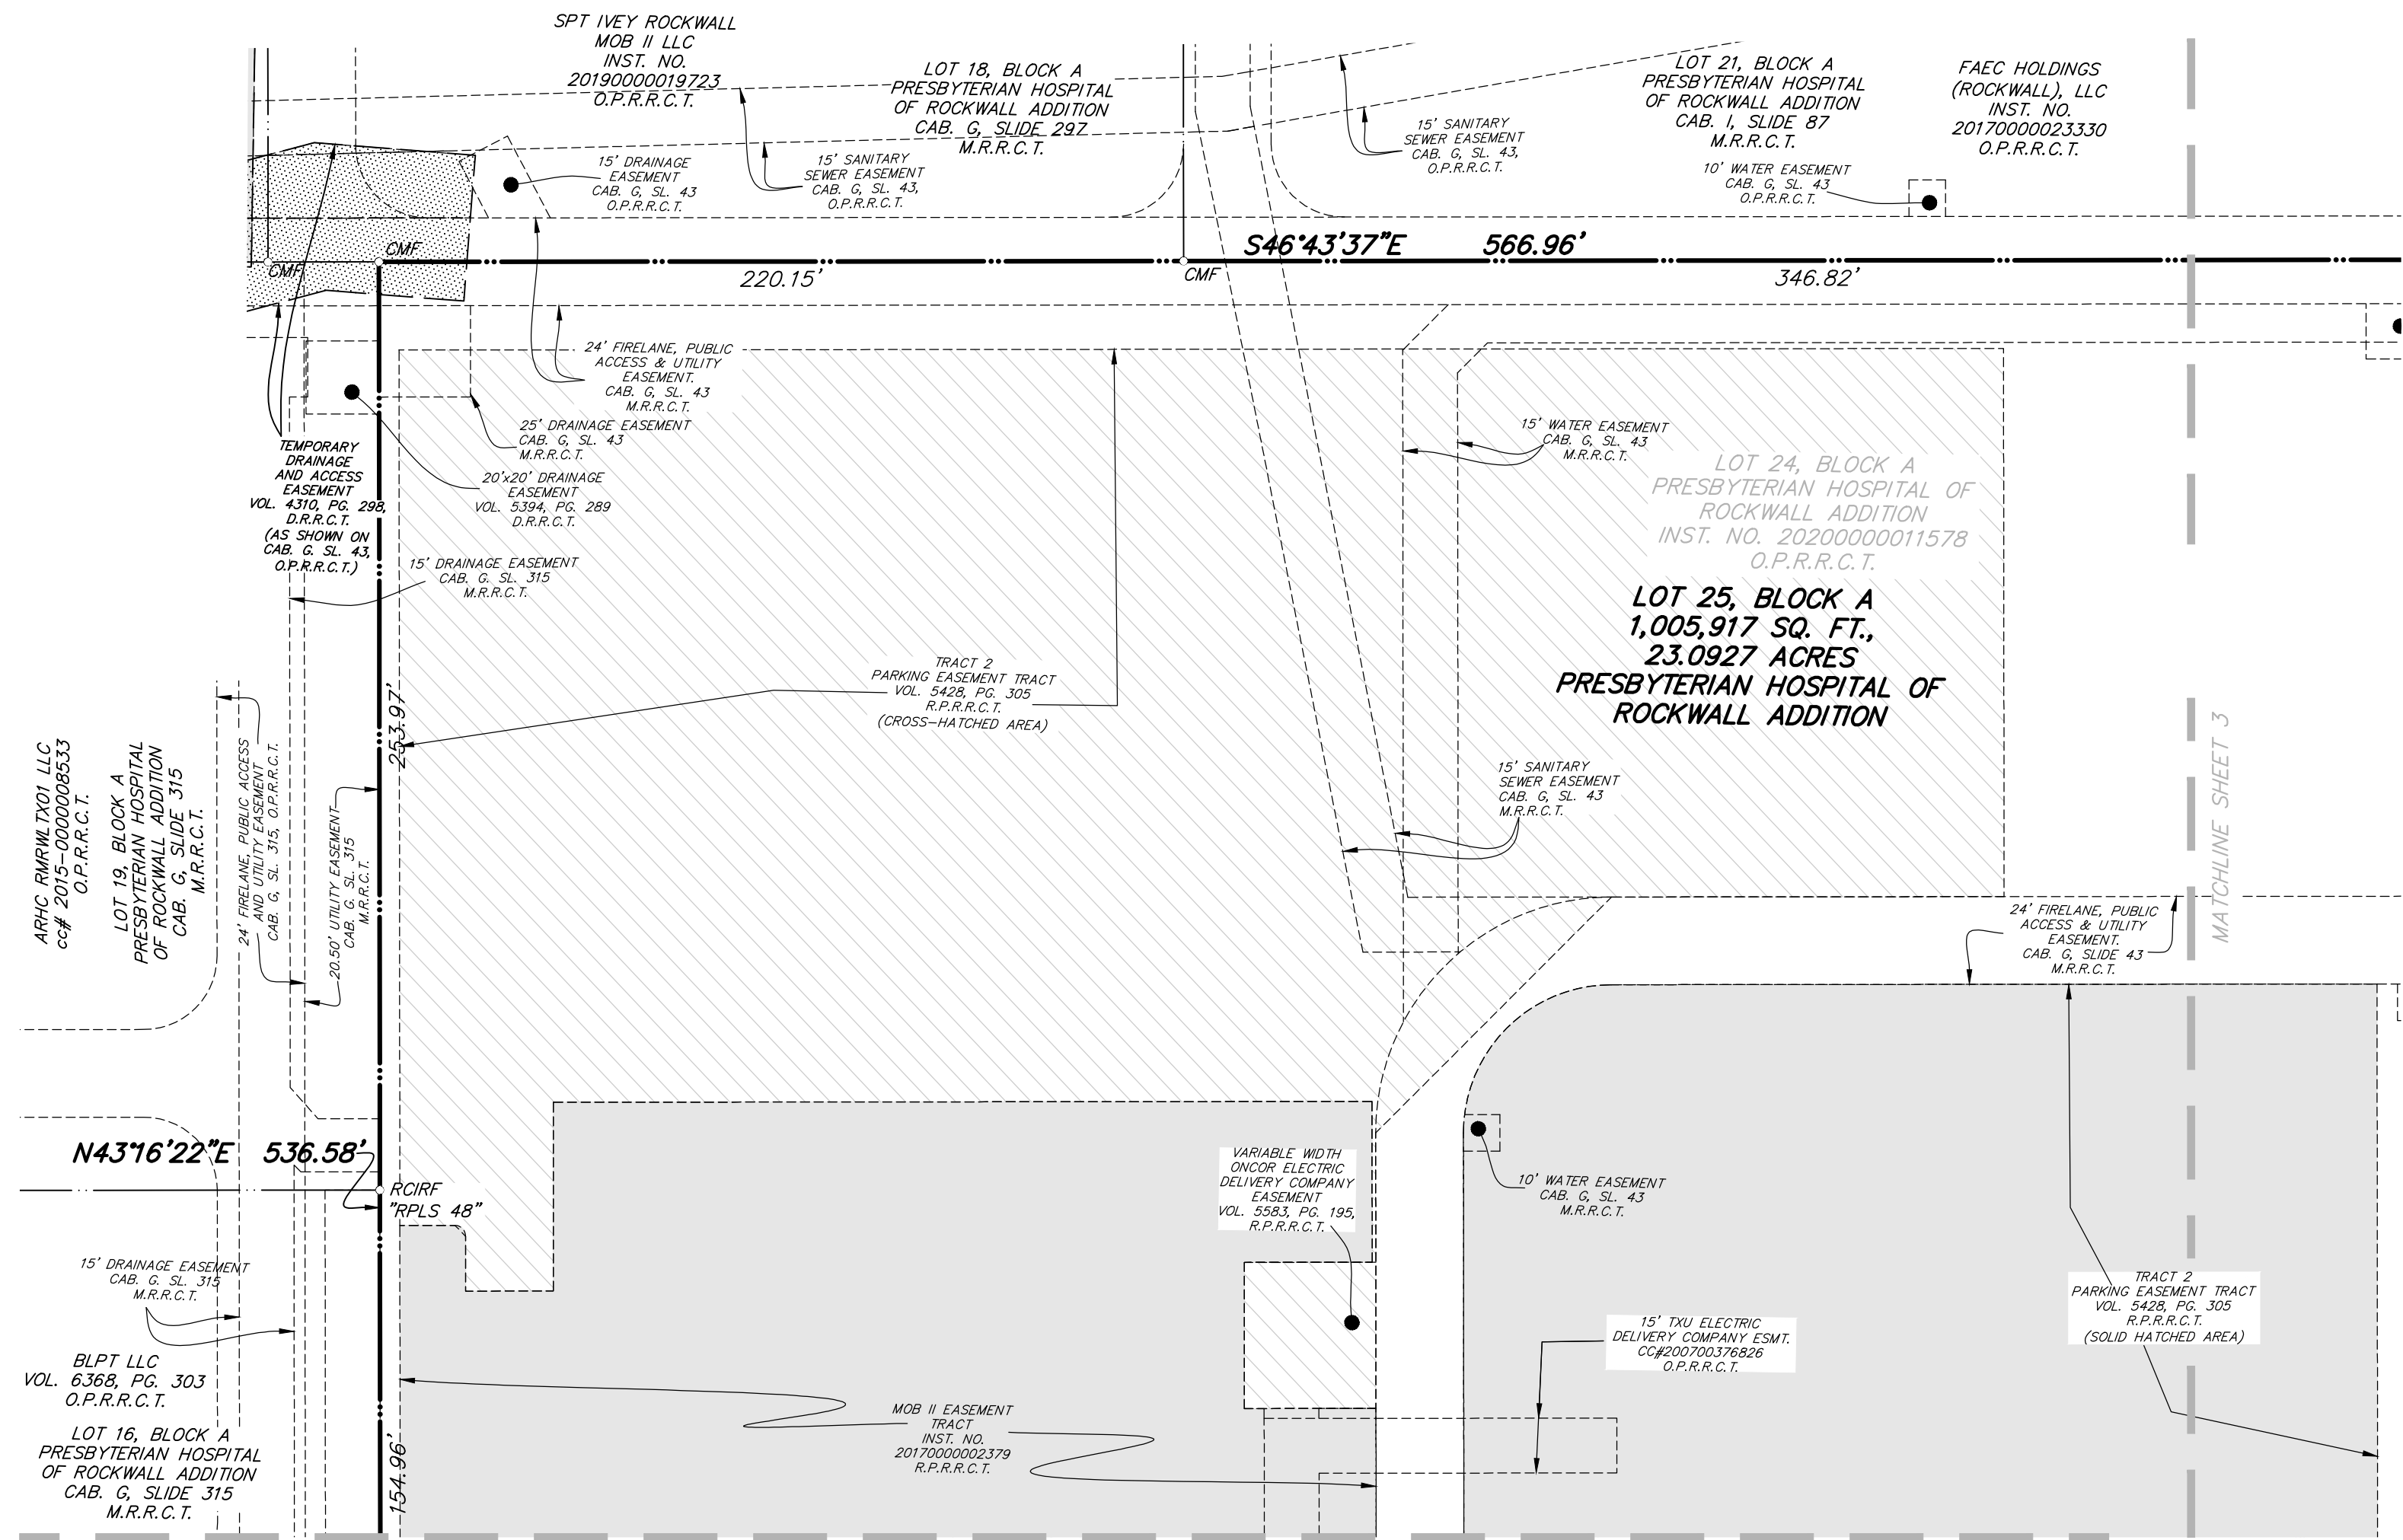 SPT IVEY ROCKWALL
MOB II LLC
INST. NO.
20190000019723
O.P.R.R.C.T.
LOT 18, BLOCK A
PRESBYTERIAN HOSPITAL
OF ROCKWALL ADDITION
CAB. G, SLIDE 297
M.R.R.C.T.
LOT 21, BLOCK A
PRESBYTERIAN HOSPITAL
OF ROCKWALL ADDITION
CAB. I, SLIDE 87
M.R.R.C.T.
FAEC HOLDINGS
(ROCKWALL), LLC
INST. NO.
20170000023330
O.P.R.R.C.T.
15' DRAINAGE
EASEMENT
CAB. G, SL. 43
O.P.R.R.C.T.
15' SANITARY
SEWER EASEMENT
CAB. G, SL. 43,
O.P.R.R.C.T.
15' SANITARY
SEWER EASEMENT
CAB. G, SL. 43,
O.P.R.R.C.T.
10' WATER EASEMENT
CAB. G, SL. 43
O.P.R.R.C.T.
CMF
CMF
S46°43'37"E 566.96'
220.15'
CMF
346.82'
24' FIRELANE, PUBLIC
ACCESS & UTILITY
EASEMENT.
CAB. G, SL. 43
M.R.R.C.T.
25' DRAINAGE EASEMENT
CAB. G, SL. 43
M.R.R.C.T.
20'x20' DRAINAGE
EASEMENT
VOL. 5394, PG. 289
D.R.R.C.T.
TEMPORARY
DRAINAGE
AND ACCESS
EASEMENT
VOL. 4310, PG. 298,
D.R.R.C.T.
(AS SHOWN ON
CAB. G. SL. 43,
O.P.R.R.C.T.)
15' DRAINAGE EASEMENT
CAB. G. SL. 315
M.R.R.C.T.
15' WATER EASEMENT
CAB. G, SL. 43
M.R.R.C.T.
LOT 24, BLOCK A
PRESBYTERIAN HOSPITAL OF
ROCKWALL ADDITION
INST. NO. 20200000011578
O.P.R.R.C.T.
LOT 25, BLOCK A
1,005,917 SQ. FT.,
23.0927 ACRES
PRESBYTERIAN HOSPITAL OF
ROCKWALL ADDITION
TRACT 2
PARKING EASEMENT TRACT
VOL. 5428, PG. 305
R.P.R.R.C.T.
(CROSS-HATCHED AREA)
253.97'
MATCHLINE SHEET 3
ARHC RMRWLTX01 LLC
cc# 2015-0000008533
O.P.R.R.C.T.
LOT 19, BLOCK A
PRESBYTERIAN HOSPITAL
OF ROCKWALL ADDITION
CAB. G, SLIDE 315
M.R.R.C.T.
24' FIRELANE, PUBLIC ACCESS
AND UTILITY EASEMENT
CAB. G, SL. 315, O.P.R.R.C.T.
20.50' UTILITY EASEMENT
CAB. G. SL. 315
M.R.R.C.T.
15' SANITARY
SEWER EASEMENT
CAB. G, SL. 43
M.R.R.C.T.
24' FIRELANE, PUBLIC
ACCESS & UTILITY
EASEMENT.
CAB. G, SLIDE 43
M.R.R.C.T.
N43°16'22"E 536.58'
RCIRF
"RPLS 48"
VARIABLE WIDTH
ONCOR ELECTRIC
DELIVERY COMPANY
EASEMENT
VOL. 5583, PG. 195,
R.P.R.R.C.T.
10' WATER EASEMENT
CAB. G, SL. 43
M.R.R.C.T.
15' DRAINAGE EASEMENT
CAB. G. SL. 315
M.R.R.C.T.
TRACT 2
PARKING EASEMENT TRACT
VOL. 5428, PG. 305
R.P.R.R.C.T.
(SOLID HATCHED AREA)
15' TXU ELECTRIC
DELIVERY COMPANY ESMT.
CC#200700376826
O.P.R.R.C.T.
BLPT LLC
VOL. 6368, PG. 303
O.P.R.R.C.T.
LOT 16, BLOCK A
PRESBYTERIAN HOSPITAL
OF ROCKWALL ADDITION
CAB. G, SLIDE 315
M.R.R.C.T.
154.96'
MOB II EASEMENT
TRACT
INST. NO.
20170000002379
R.P.R.R.C.T.